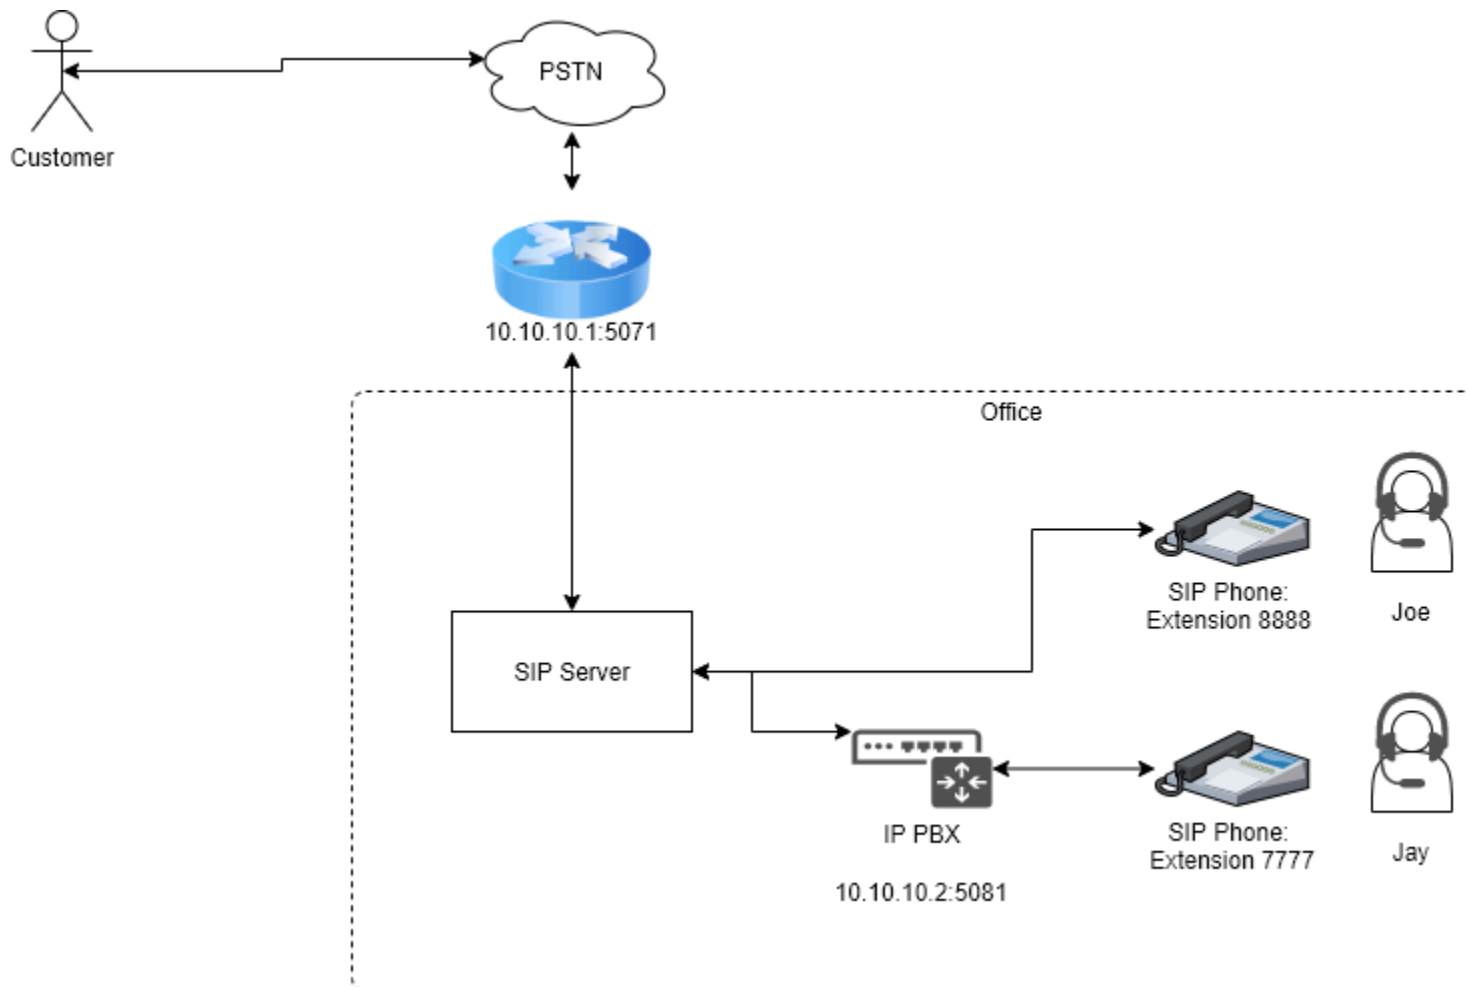 PSTN
Customer
10.10.10.1:5071
Office
SIP Phone:
Extension 8888
Joe
SIP Server
IP PBX
10.10.10.2:5081
SIP Phone:
Extension 7777
Jay